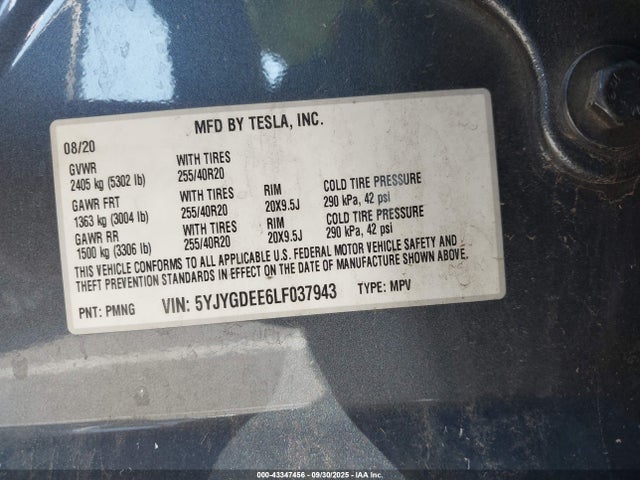 MFD BY TESLA, INC.
08/20
GVWR WITH TIRES
2405 kg (5302 lb) 255/40R20
GAWR FRT WITH TIRES RIM COLD TIRE PRESSURE
1363 kg (3004 lb) 255/40R20 20X9.5J 290 kPa, 42 psi
GAWR RR WITH TIRES RIM COLD TIRE PRESSURE
1500 kg (3306 lb) 255/40R20 20X9.5J 290 kPa, 42 psi
THIS VEHICLE CONFORMS TO ALL APPLICABLE U.S. FEDERAL MOTOR VEHICLE SAFETY AND
THEFT PREVENTION STANDARDS IN EFFECT ON THE DATE OF MANUFACTURE SHOWN ABOVE.
PNT: PMNG VIN: 5YJYGDEE6LF037943 TYPE: MPV
000-43347456 - 09/30/2025 - IAAI.COM